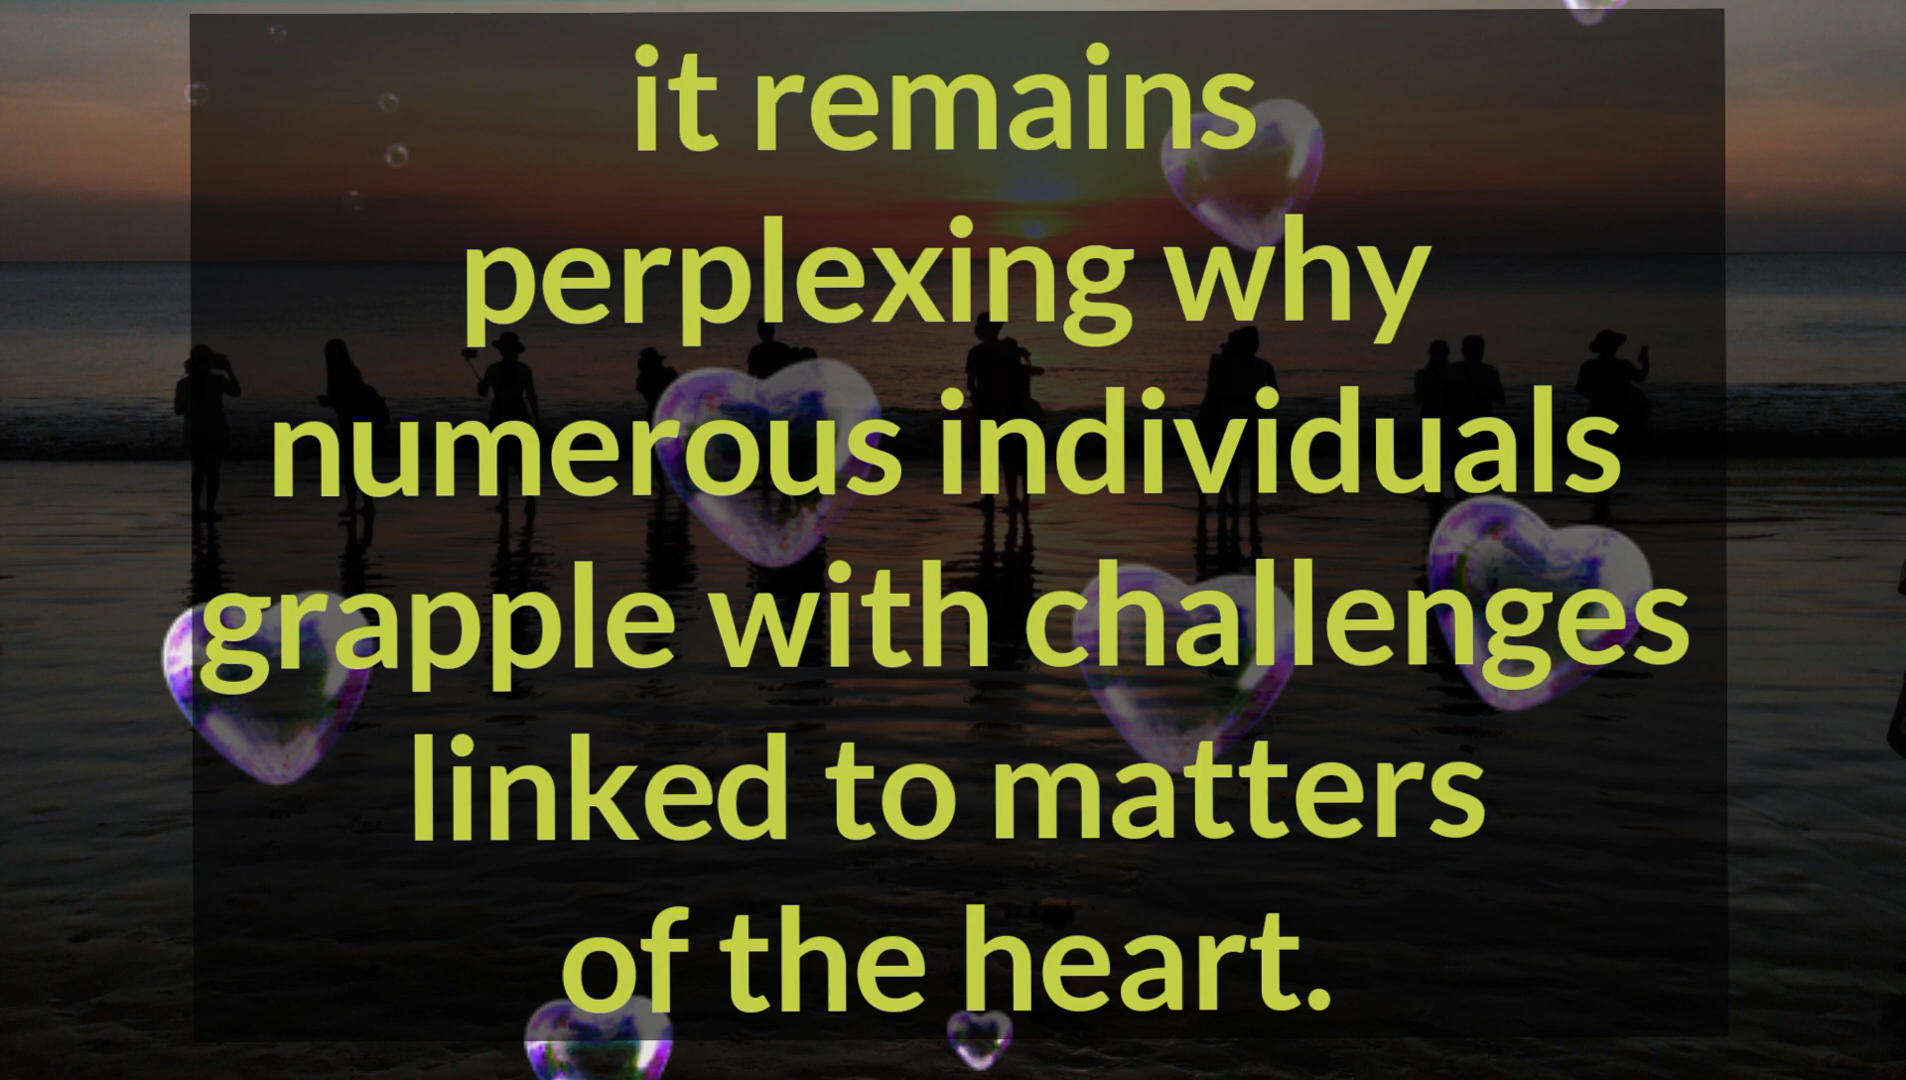 it remains
perplexing why
numerous individuals
grapple with challenges
linked to matters
of the heart.